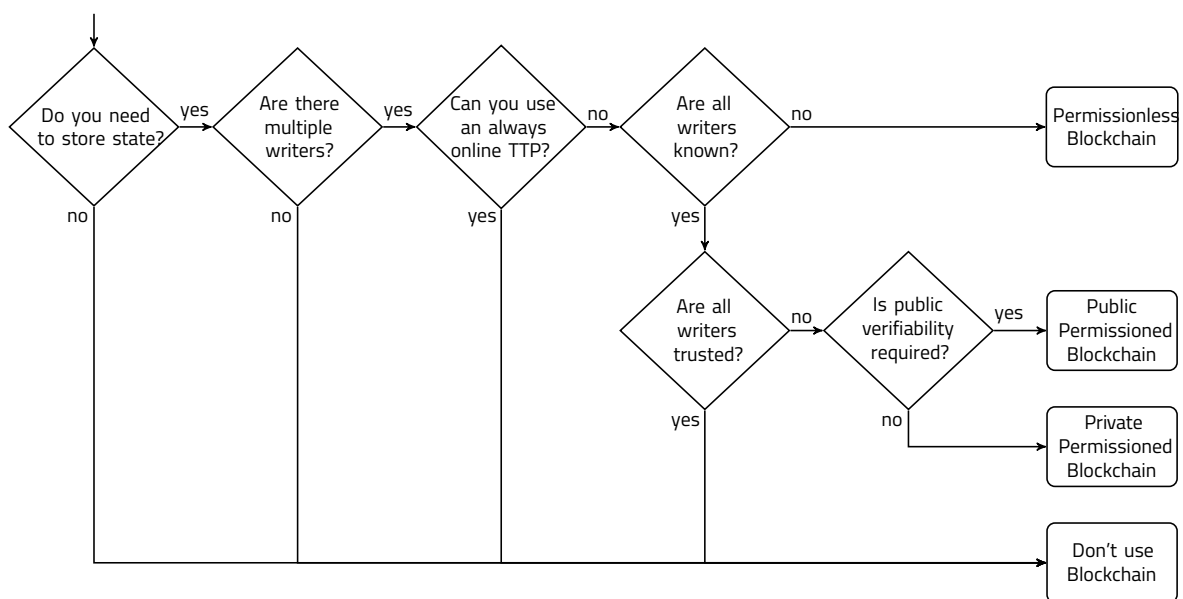 Do you need
to store state?
yes
no
Are there
multiple
writers?
yes
no
Can you use
an always
online TTP?
no
yes
Are all
writers
known?
no
yes
Permissionless
Blockchain
Are all
writers
trusted?
no
yes
Is public
verifiability
required?
yes
no
Public
Permissioned
Blockchain
Private
Permissioned
Blockchain
Don't use
Blockchain